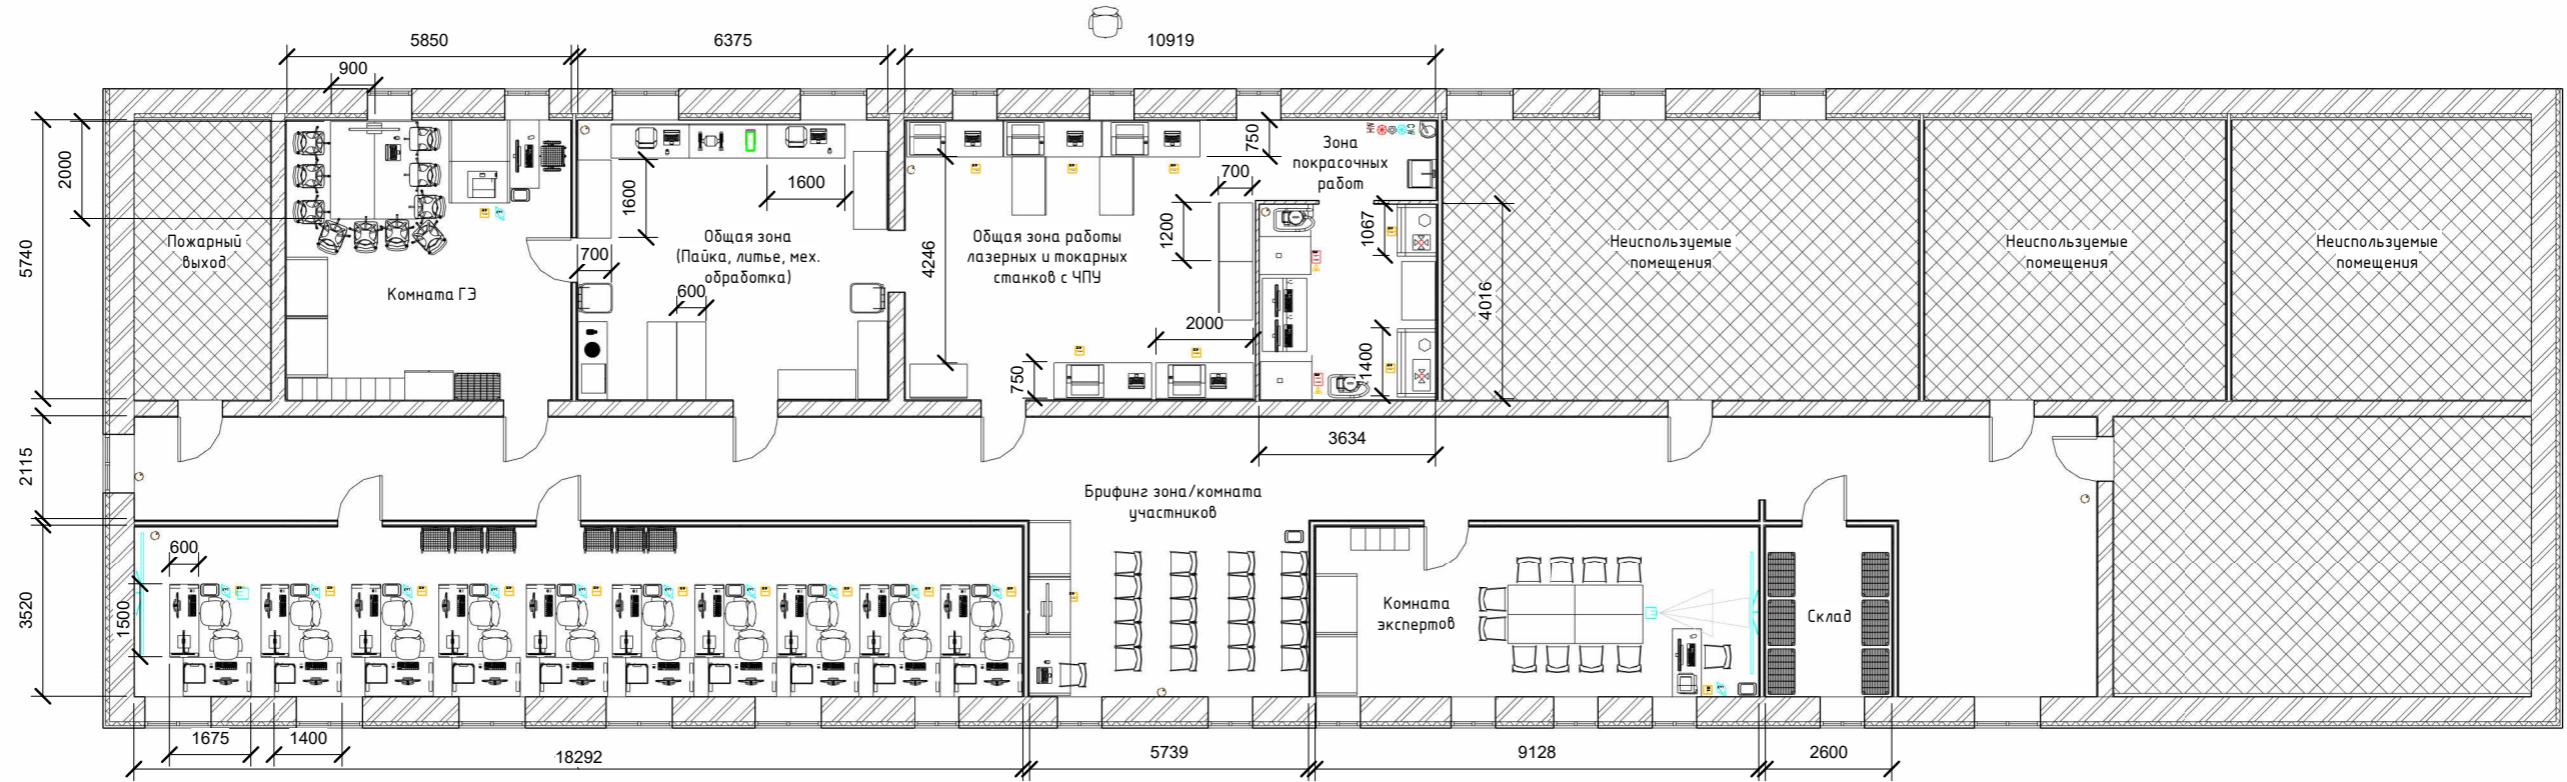 5850
6375
10919
900
2000
5740
2115
3520
Пожарный
выход
Комната ГЭ
1600
1600
700
600
Общая зона
(Пайка, литье, мех.
обработка)
4246
Общая зона работы
лазерных и токарных
станков с ЧПУ
750
700
1200
2000
750
Зона
покрасочных
работ
1067
1400
4016
3634
Неиспользуемые
помещения
Неиспользуемые
помещения
Неиспользуемые
помещения
Брифинг зона/комната
участников
600
1500
Комната
экспертов
Склад
1675
1400
18292
5739
9128
2600